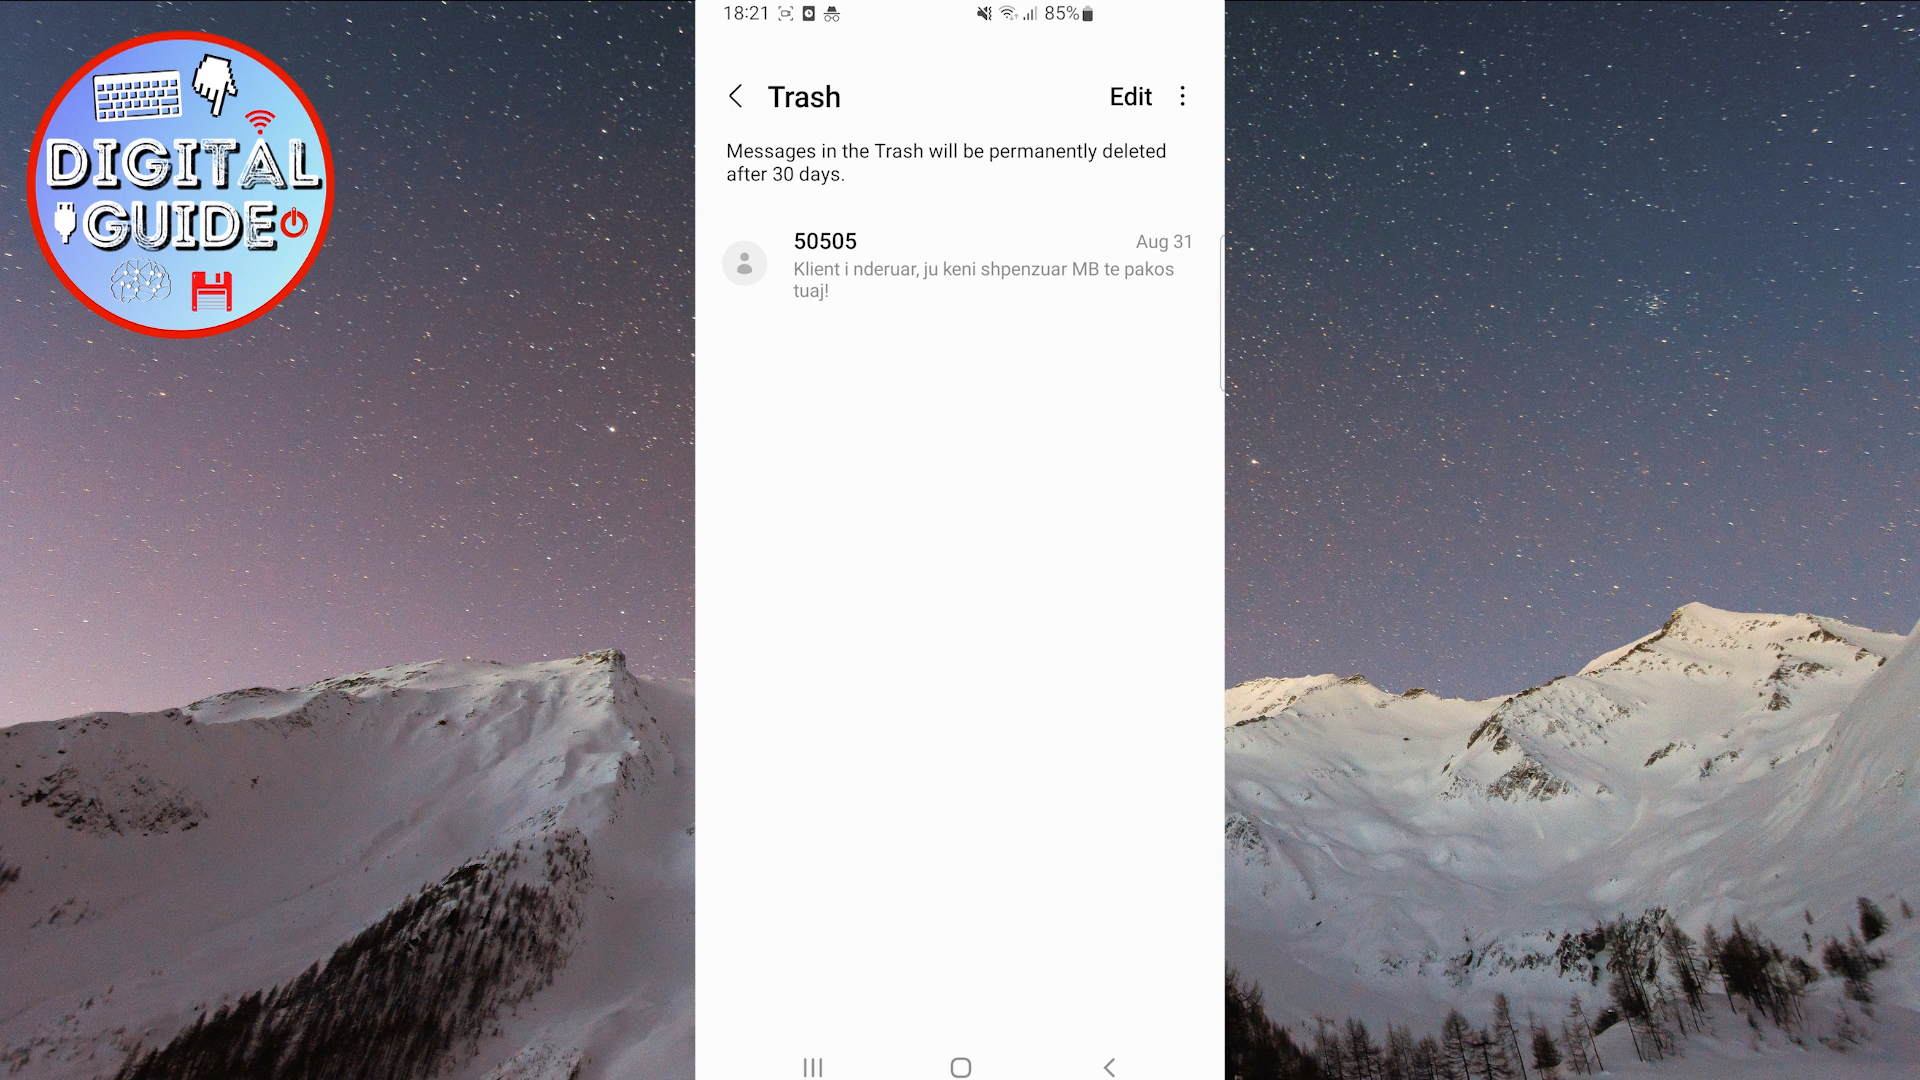 DIGITAL
GUIDE
18:21
85%
Trash
Edit
Messages in the Trash will be permanently deleted
after 30 days.
50505
Aug 31
Klient i nderuar, ju keni shpenzuar MB te pakos
tuaj!